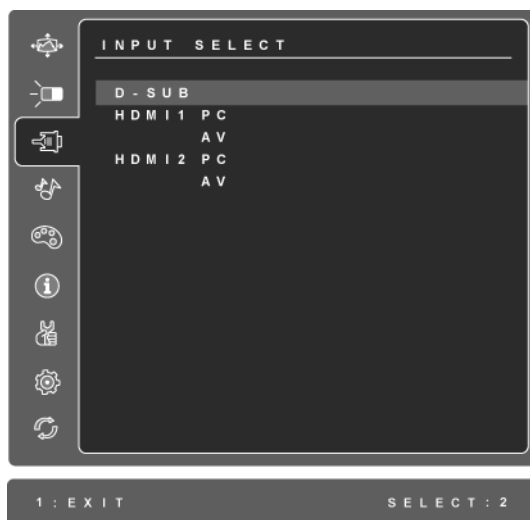 INPUT SELECT
D-SUB
HDMI1 PC
AV
HDMI2 PC
AV
1:EXIT SELECT:2